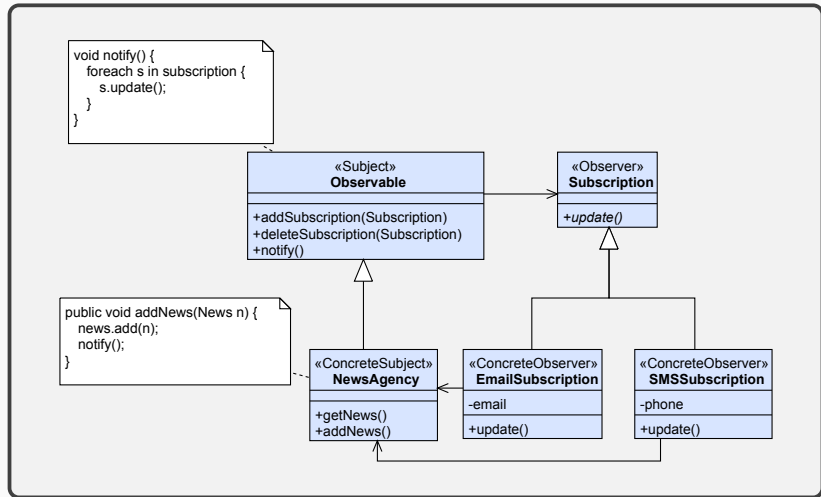 void notify() {
foreach s in subscription {
s.update();
}
}
«Subject»
Observable
+addSubscription(Subscription)
+deleteSubscription(Subscription)
+notify()
«Observer»
Subscription
+update()
public void addNews(News n) {
news.add(n);
notify();
}
«ConcreteSubject»
NewsAgency
+getNews()
+addNews()
«ConcreteObserver»
EmailSubscription
-email
+update()
«ConcreteObserver»
SMSSubscription
-phone
+update()